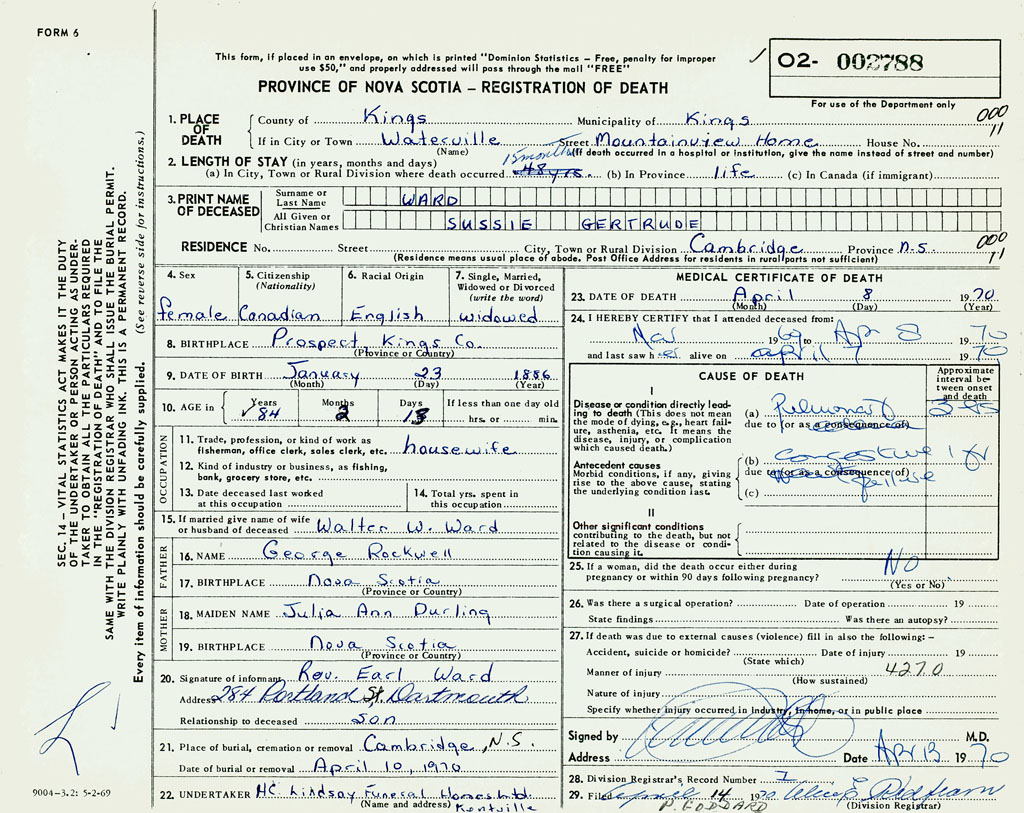 FORM 6
This form, if placed in an envelope, on which is printed "Dominion Statistics – Free, penalty for improper
use $50," and properly addressed will pass through the mail "FREE"
PROVINCE OF NOVA SCOTIA – REGISTRATION OF DEATH
02- 002788
For use of the Department only
SEC. 14 – VITAL STATISTICS ACT MAKES IT THE DUTY
OF THE UNDERTAKER OR PERSON ACTING AS UNDER-
TAKER TO OBTAIN ALL THE PARTICULARS REQUIRED
IN THE "REGISTRATION OF DEATH" AND TO FILE THE
SAME WITH THE DIVISION REGISTRAR WHO SHALL ISSUE THE BURIAL PERMIT.
WRITE PLAINLY WITH UNFADING INK. THIS IS A PERMANENT RECORD.
Every item of information should be carefully supplied. (See reverse side for instructions.)
1. PLACE OF DEATH
County of Kings Municipality of Kings 000
11
If in City or Town Waterville Street Mountainview Home House No.
(Name) (If death occurred in a hospital or institution, give the name instead of street and number)
2. LENGTH OF STAY (in years, months and days) 15 months
(a) In City, Town or Rural Division where death occurred 48 yrs. (b) In Province life (c) In Canada (if immigrant)
3. PRINT NAME OF DECEASED
Surname or Last Name WARD
All Given or Christian Names SUSSIE GERTRUDE
RESIDENCE No. Street City, Town or Rural Division Cambridge Province N.S. 000
11
(Residence means usual place of abode. Post Office Address for residents in rural parts not sufficient)
4. Sex female
5. Citizenship (Nationality) Canadian
6. Racial Origin English
7. Single, Married, Widowed or Divorced (write the word) widowed
8. BIRTHPLACE Prospect, Kings Co.
(Province or Country)
9. DATE OF BIRTH January 23 1886
(Month) (Day) (Year)
10. AGE in Years 84 Months 2 Days 13 If less than one day old hrs. or min.
OCCUPATION
11. Trade, profession, or kind of work as
fisherman, office clerk, sales clerk, etc. housewife
12. Kind of industry or business, as fishing,
bank, grocery store, etc.
13. Date deceased last worked
at this occupation
14. Total yrs. spent in
this occupation
15. If married give name of wife
or husband of deceased Walter W. Ward
FATHER
16. NAME George Rockwell
17. BIRTHPLACE Nova Scotia
(Province or Country)
MOTHER
18. MAIDEN NAME Julia Ann Durling
19. BIRTHPLACE Nova Scotia
(Province or Country)
20. Signature of informant Rev. Earl Ward
Address 284 Portland St. Dartmouth
Relationship to deceased son
21. Place of burial, cremation or removal Cambridge, N.S.
Date of burial or removal April 10, 1970
22. UNDERTAKER HC. Lindsay Funeral Homes Ltd.
(Name and address) Kentville
9004-3.2: 5-2-69
MEDICAL CERTIFICATE OF DEATH
23. DATE OF DEATH April 8 1970
(Month) (Day) (Year)
24. I HEREBY CERTIFY that I attended deceased from:
Nov 1969 to Apr 8 1970
and last saw her alive on april 7 1970
CAUSE OF DEATH
Approximate interval between onset and death
I
Disease or condition directly leading to death (This does not mean the mode of dying, e.g., heart failure, asthenia, etc. It means the disease, injury, or complication which caused death.)
(a) Pulmonary
due to (or as a consequence of)
Antecedent causes
Morbid conditions, if any, giving rise to the above cause, stating the underlying condition last.
(b) congestive 1 yr
due to (or as a consequence of)
heart failure
(c)
II
Other significant conditions
contributing to the death, but not
related to the disease or condition causing it.
25. If a woman, did the death occur either during
pregnancy or within 90 days following pregnancy? No
(Yes or No)
26. Was there a surgical operation? Date of operation 19
State findings Was there an autopsy?
27. If death was due to external causes (violence) fill in also the following: –
Accident, suicide or homicide? Date of injury 19
(State which)
Manner of injury 4270
(How sustained)
Nature of injury
Specify whether injury occurred in industry, in home, or in public place
Signed by M.D.
Address Date Apr 13 1970
28. Division Registrar's Record Number 7
29. Filed April 14 1970
(Division Registrar)
P. GODDARD